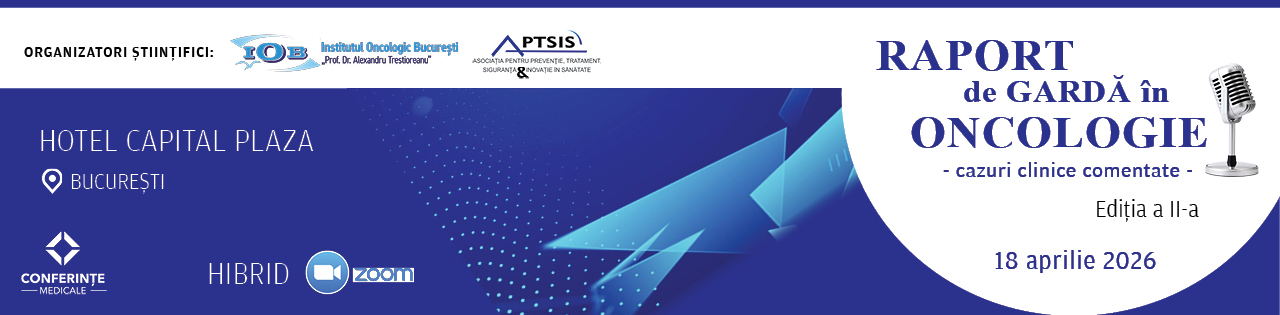 ORGANIZATORI ȘTIINȚIFICI:
IOB
Institutul Oncologic București
„Prof. Dr. Alexandru Trestioreanu”
APTSIS
ASOCIAȚIA PENTRU PREVENȚIE, TRATAMENT,
SIGURANȚĂ & INOVAȚIE ÎN SĂNĂTATE
RAPORT
de GARDĂ în
ONCOLOGIE
- cazuri clinice comentate -
Ediția a II-a
18 aprilie 2026
HOTEL CAPITAL PLAZA
BUCUREȘTI
CONFERINȚE
MEDICALE
HIBRID
zoom